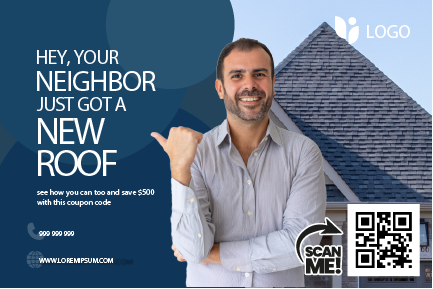 LOGO
HEY, YOUR
NEIGHBOR
JUST GOT A
NEW
ROOF
see how you can too and save $500
with this coupon code
999 999 999
WWW.LOREMIPSUM.COM
SCAN
ME!